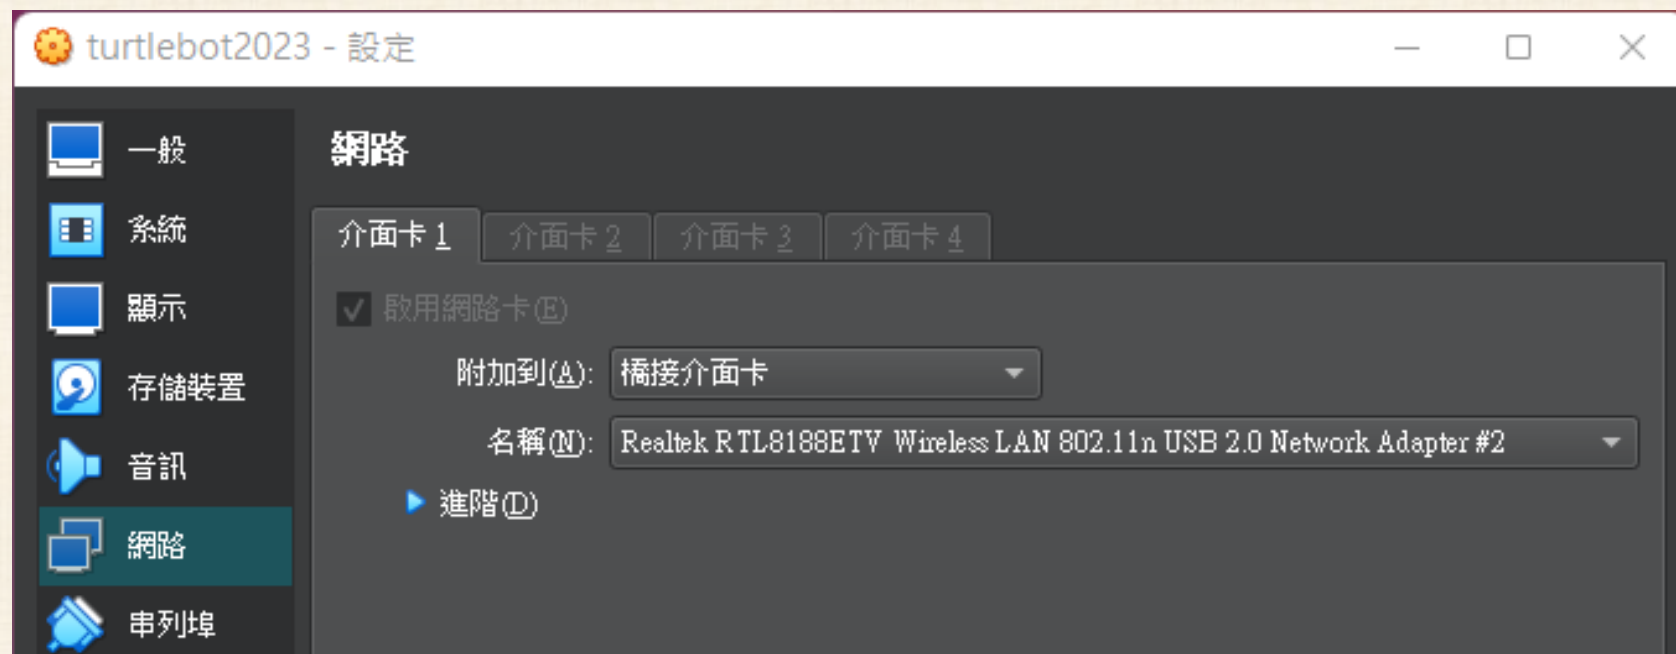 turtlebot2023 - 設定
一般
系統
顯示
存儲裝置
音訊
網路
串列埠
網路
介面卡 1 介面卡 2 介面卡 3 介面卡 4
啟用網路卡(E)
附加到(A): 橋接介面卡
名稱(N): Realtek RTL8188ETV Wireless LAN 802.11n USB 2.0 Network Adapter #2
進階(D)